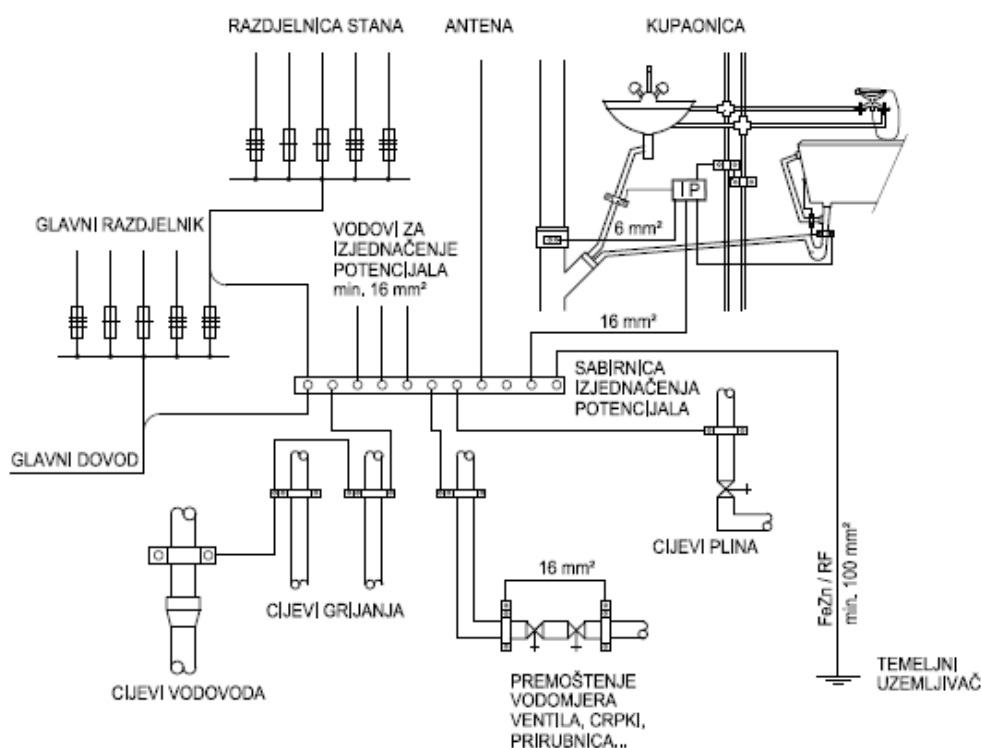 RAZDJELNICA STANA
ANTENA
KUPAONICA
GLAVNI RAZDJELNIK
VODOVI ZA
IZJEDNAČENJE
POTENCIJALA
min. 16 mm²
IP
6 mm²
16 mm²
SABIRNICA
IZJEDNAČENJA
POTENCIJALA
GLAVNI DOVOD
CIJEVI PLINA
CIJEVI GRIJANJA
16 mm²
FeZn / RF
min. 100 mm²
CIJEVI VODOVODA
PREMOŠTENJE
VODOMJERA
VENTILA, CRPKI,
PRIRUBNICA...
TEMELJNI
UZEMLJIVAČ